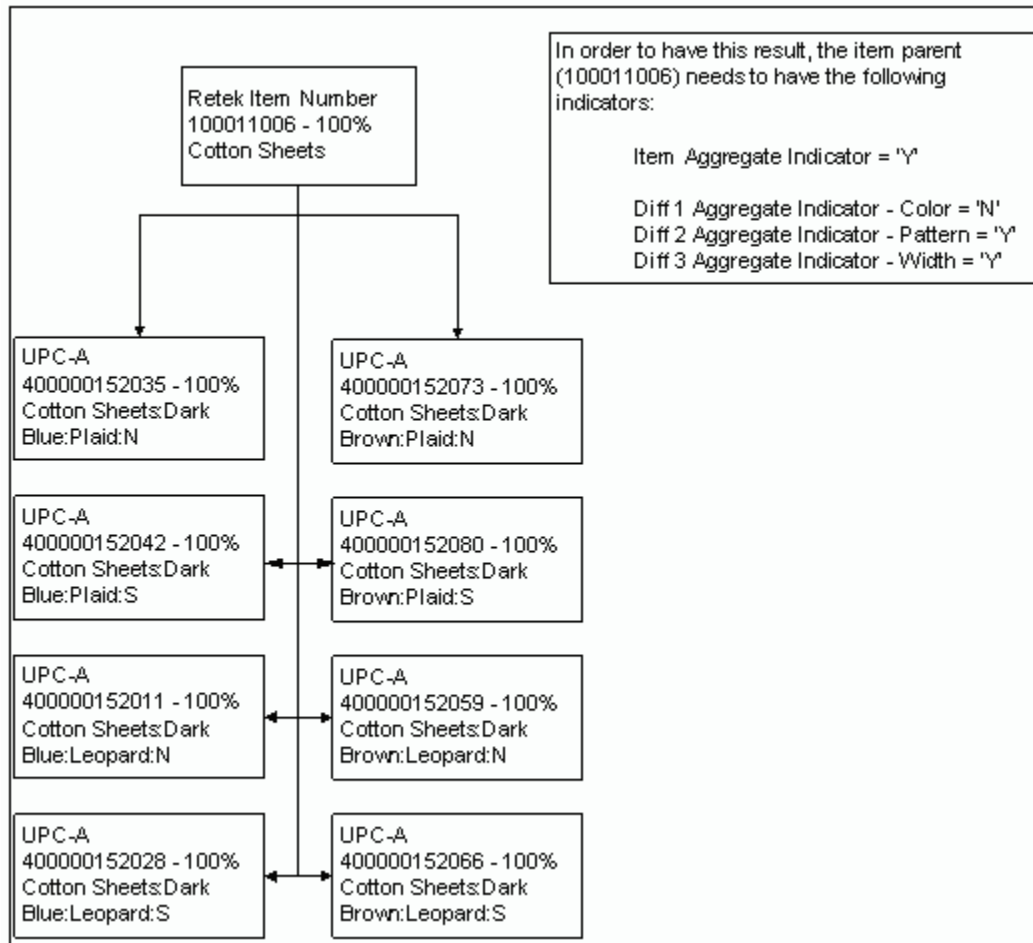 In order to have this result, the item parent
(100011006) needs to have the following
indicators:
Item Aggregate Indicator = 'Y'
Diff 1 Aggregate Indicator - Color = 'N'
Diff 2 Aggregate Indicator - Pattern = 'Y'
Diff 3 Aggregate Indicator - Width = 'Y'
Retek Item Number
100011006 - 100%
Cotton Sheets
UPC-A
400000152035 - 100%
Cotton Sheets:Dark
Blue:Plaid:N
UPC-A
400000152073 - 100%
Cotton Sheets:Dark
Brown:Plaid:N
UPC-A
400000152042 - 100%
Cotton Sheets:Dark
Blue:Plaid:S
UPC-A
400000152080 - 100%
Cotton Sheets:Dark
Brown:Plaid:S
UPC-A
400000152011 - 100%
Cotton Sheets:Dark
Blue:Leopard:N
UPC-A
400000152059 - 100%
Cotton Sheets:Dark
Brown:Leopard:N
UPC-A
400000152028 - 100%
Cotton Sheets:Dark
Blue:Leopard:S
UPC-A
400000152066 - 100%
Cotton Sheets:Dark
Brown:Leopard:S